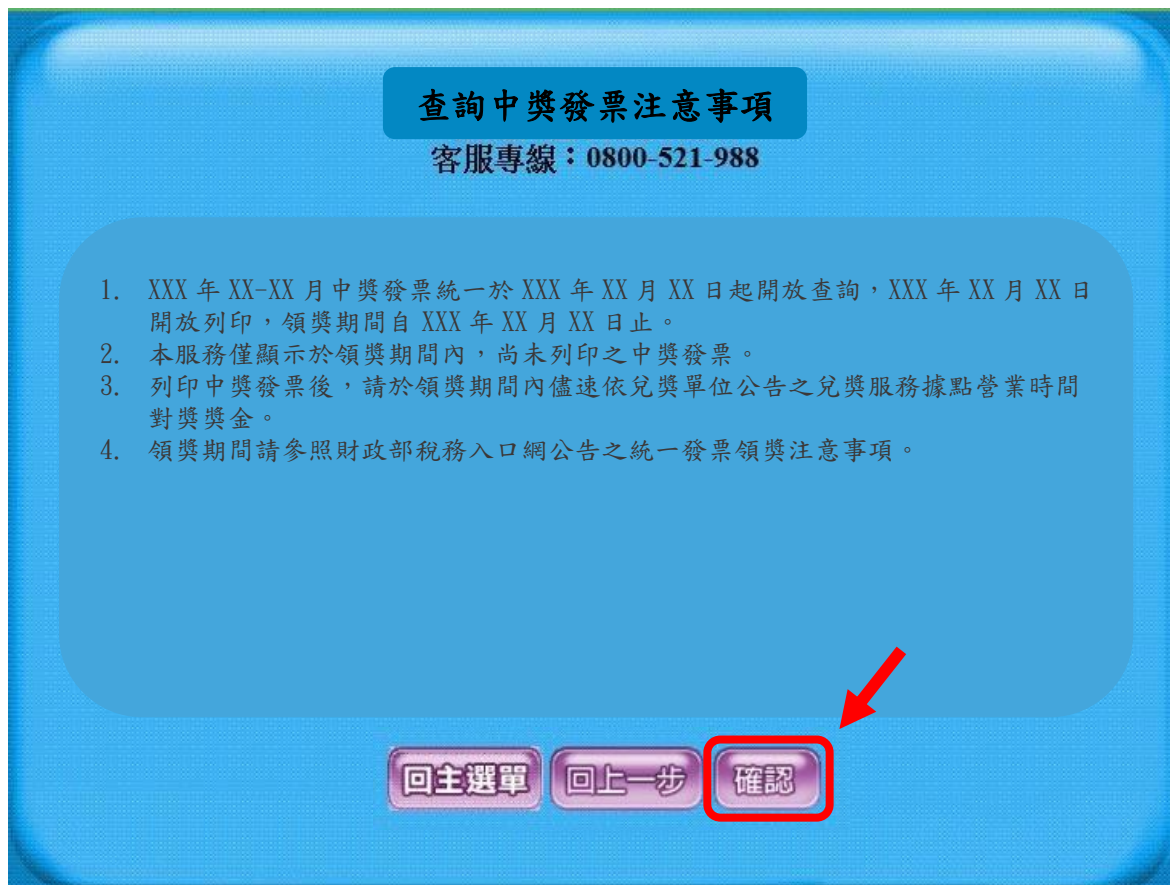 查詢中獎發票注意事項
客服專線：0800-521-988
1. XXX 年 XX-XX 月中獎發票統一於 XXX 年 XX 月 XX 日起開放查詢，XXX 年 XX 月 XX 日
開放列印，領獎期間自 XXX 年 XX 月 XX 日止。
2. 本服務僅顯示於領獎期間內，尚未列印之中獎發票。
3. 列印中獎發票後，請於領獎期間內儘速依兌獎單位公告之兌獎服務據點營業時間
對獎獎金。
4. 領獎期間請參照財政部稅務入口網公告之統一發票領獎注意事項。
回主選單 回上一步 確認